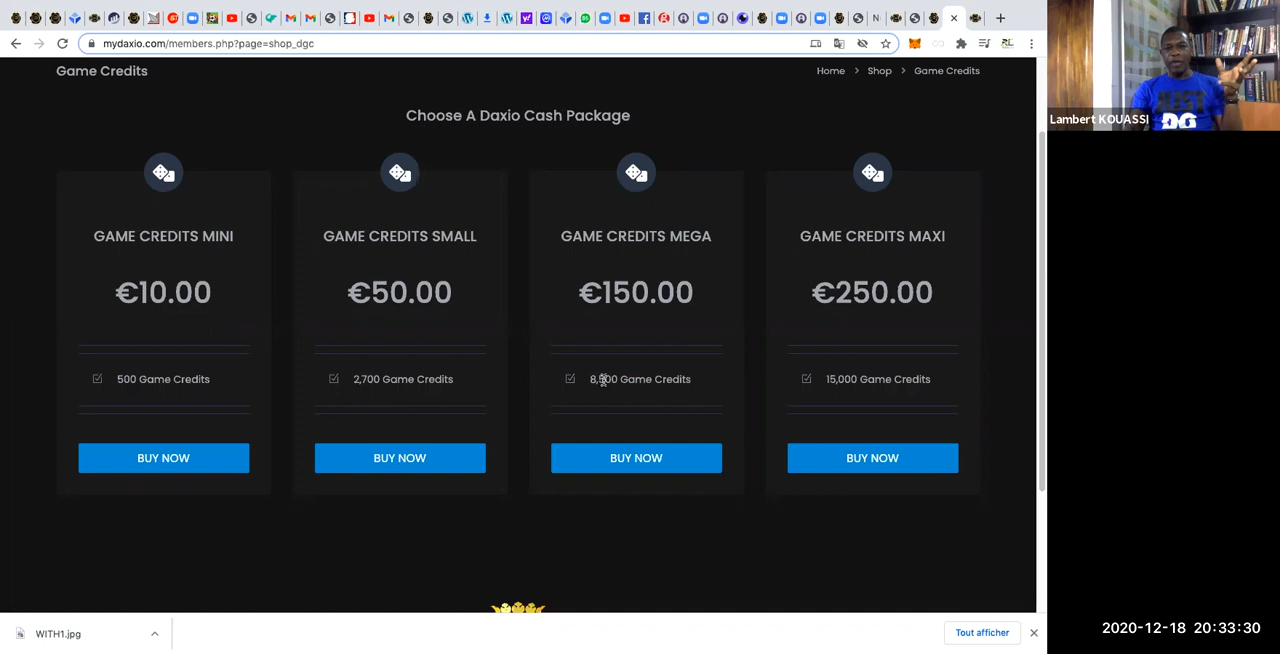 mydaxio.com/members.php?page=shop_dgc
Game Credits
Home > Shop > Game Credits
Choose A Daxio Cash Package
GAME CREDITS MINI
€10.00
500 Game Credits
BUY NOW
GAME CREDITS SMALL
€50.00
2,700 Game Credits
BUY NOW
GAME CREDITS MEGA
€150.00
Game Credits
BUY NOW
GAME CREDITS MAXI
€250.00
15,000 Game Credits
BUY NOW
Lambert KOUASSI
JUST
DG
WITH1.jpg
Tout afficher
2020-12-18 20:33:30